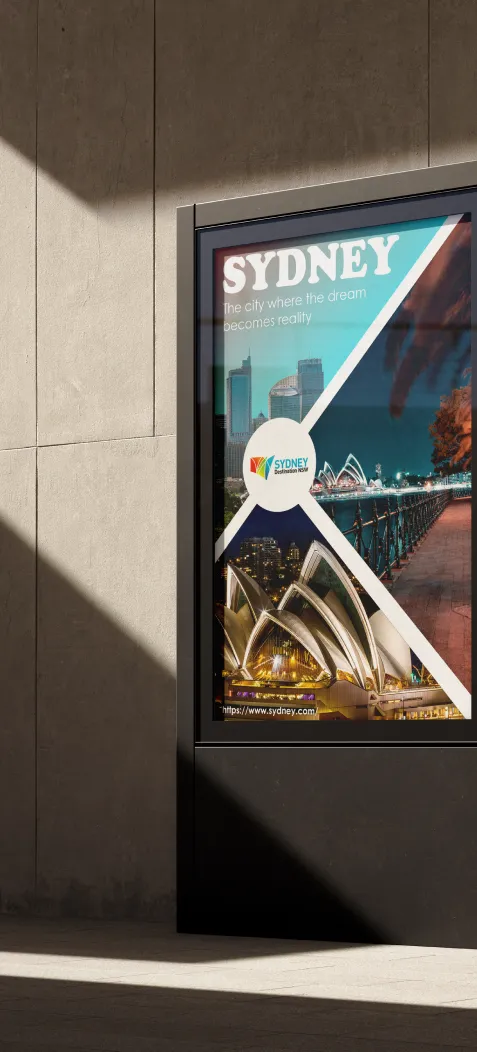 SYDNEY
The city where the dream
becomes reality
SYDNEY
Destination NSW
https://www.sydney.com/